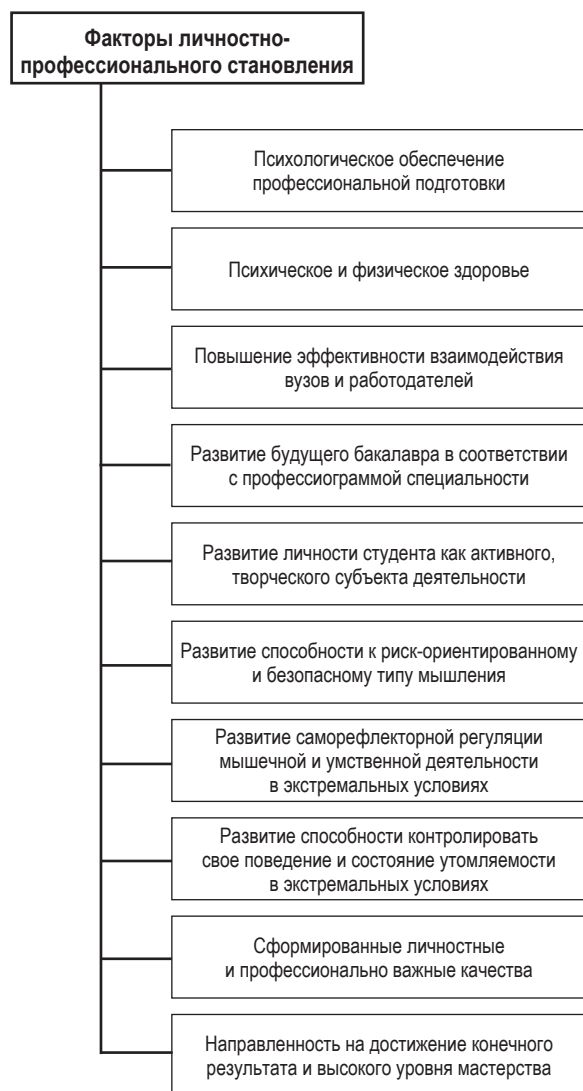 Факторы личностно-
профессионального становления
Психологическое обеспечение
профессиональной подготовки
Психическое и физическое здоровье
Повышение эффективности взаимодействия
вузов и работодателей
Развитие будущего бакалавра в соответствии
с профессиограммой специальности
Развитие личности студента как активного,
творческого субъекта деятельности
Развитие способности к риск-ориентированному
и безопасному типу мышления
Развитие саморефлекторной регуляции
мышечной и умственной деятельности
в экстремальных условиях
Развитие способности контролировать
свое поведение и состояние утомляемости
в экстремальных условиях
Сформированные личностные
и профессионально важные качества
Направленность на достижение конечного
результата и высокого уровня мастерства